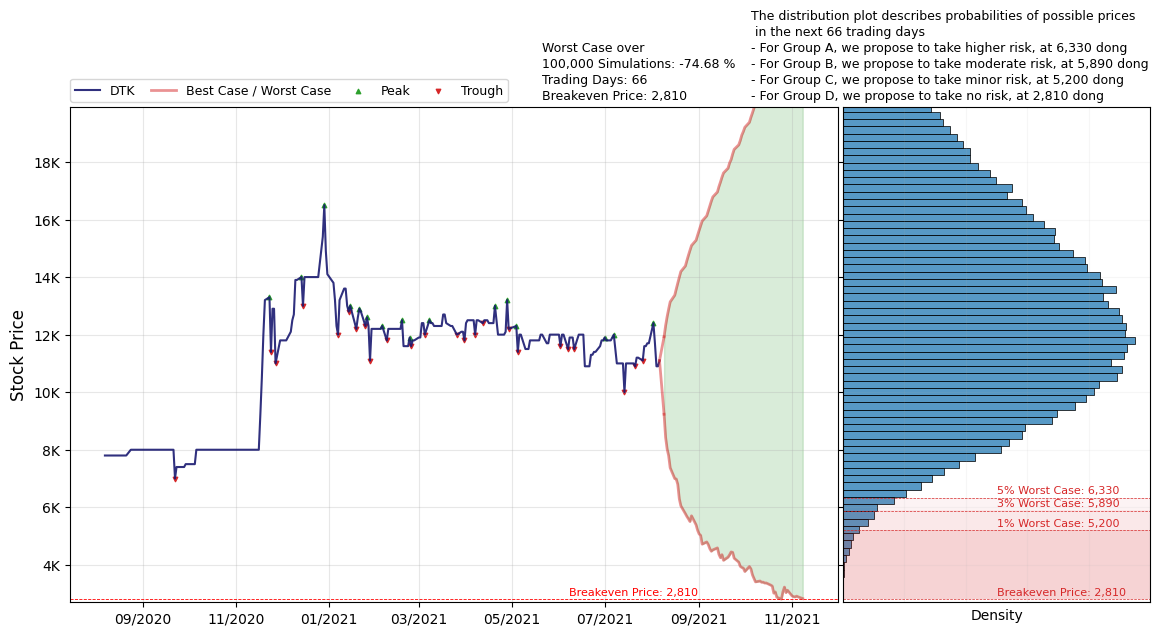 The distribution plot describes probabilities of possible prices
in the next 66 trading days
- For Group A, we propose to take higher risk, at 6,330 dong
- For Group B, we propose to take moderate risk, at 5,890 dong
- For Group C, we propose to take minor risk, at 5,200 dong
- For Group D, we propose to take no risk, at 2,810 dong
Worst Case over
100,000 Simulations: -74.68 %
Trading Days: 66
Breakeven Price: 2,810
DTK
Best Case / Worst Case
Peak
Trough
Stock Price
18K
16K
14K
12K
10K
8K
6K
4K
Breakeven Price: 2,810
09/2020
11/2020
01/2021
03/2021
05/2021
07/2021
09/2021
11/2021
5% Worst Case: 6,330
3% Worst Case: 5,890
1% Worst Case: 5,200
Breakeven Price: 2,810
Density